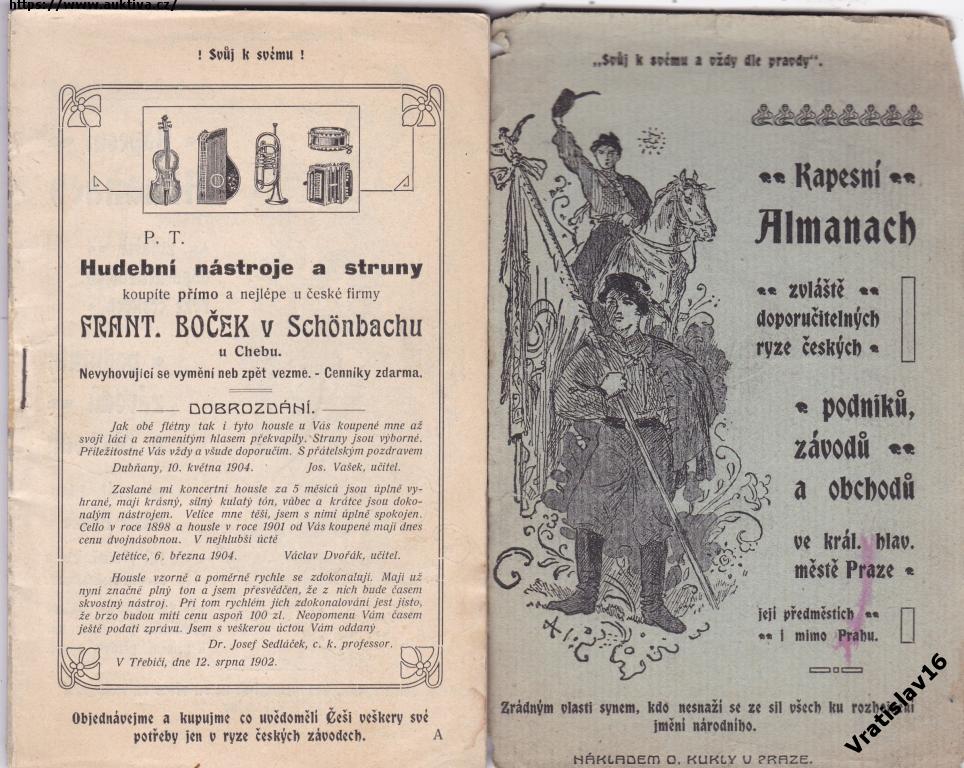 https://www.auktiva.cz/
! Svůj k svému !
P. T.
Hudební nástroje a struny
koupíte přímo a nejlépe u české firmy
FRANT. BOČEK v Schönbachu
u Chebu.
Nevyhovující se vymění neb zpět vezme. - Cenníky zdarma.
DOBROZDÁNÍ.
Jak obě flétny tak i tyto housle u Vás koupené mne až
svojí láci a znamenitým hlasem překvapily. Struny jsou výborné.
Příležitostné Vás vždy a všude doporučím. S přátelským pozdravem
Dubňany, 10. května 1904. Jos. Vašek, učitel.
Zaslané mi koncertní housle za 5 měsíců jsou úplně vy-
hrané, mají krásný, silný kulatý tón, vůbec a krátce jsou doko-
nalým nástrojem. Velice mne těší, jsem s nimi úplně spokojen.
Cello v roce 1898 a housle v roce 1901 od Vás koupené mají dnes
cenu dvojnásobnou. V nejhlubší úctě
Jetětice, 6. března 1904. Václav Dvořák, učitel.
Housle vzorně a poměrně rychle se zdokonalují. Mají už
nyní značně plný ton a jsem přesvědčen, že z nich bude časem
skvostný nástroj. Při tom rychlém jich zdokonalování jest jisto,
že brzo budou míti cenu aspoň 100 zl. Neopomenu Vám časem
ještě podati zprávu. Jsem s veškerou úctou Vám oddaný
Dr. Josef Sedláček, c. k. professor.
V Třebíči, dne 12. srpna 1902.
Objednávejme a kupujme co uvědomělí Češi veškery své
potřeby jen v ryze českých závodech. A
„Svůj k svému a vždy dle pravdy“.
Kapesní
Almanach
zvláště
doporučitelných
ryze českých
podniků,
závodů
a obchodů
ve král. hlav.
městě Praze
její předměstích
i mimo Prahu.
Zrádným vlasti synem, kdo nesnaží se ze sil všech ku
jmění národního.
NÁKLADEM O. KUKLY V PRAZE.
Vratislav16